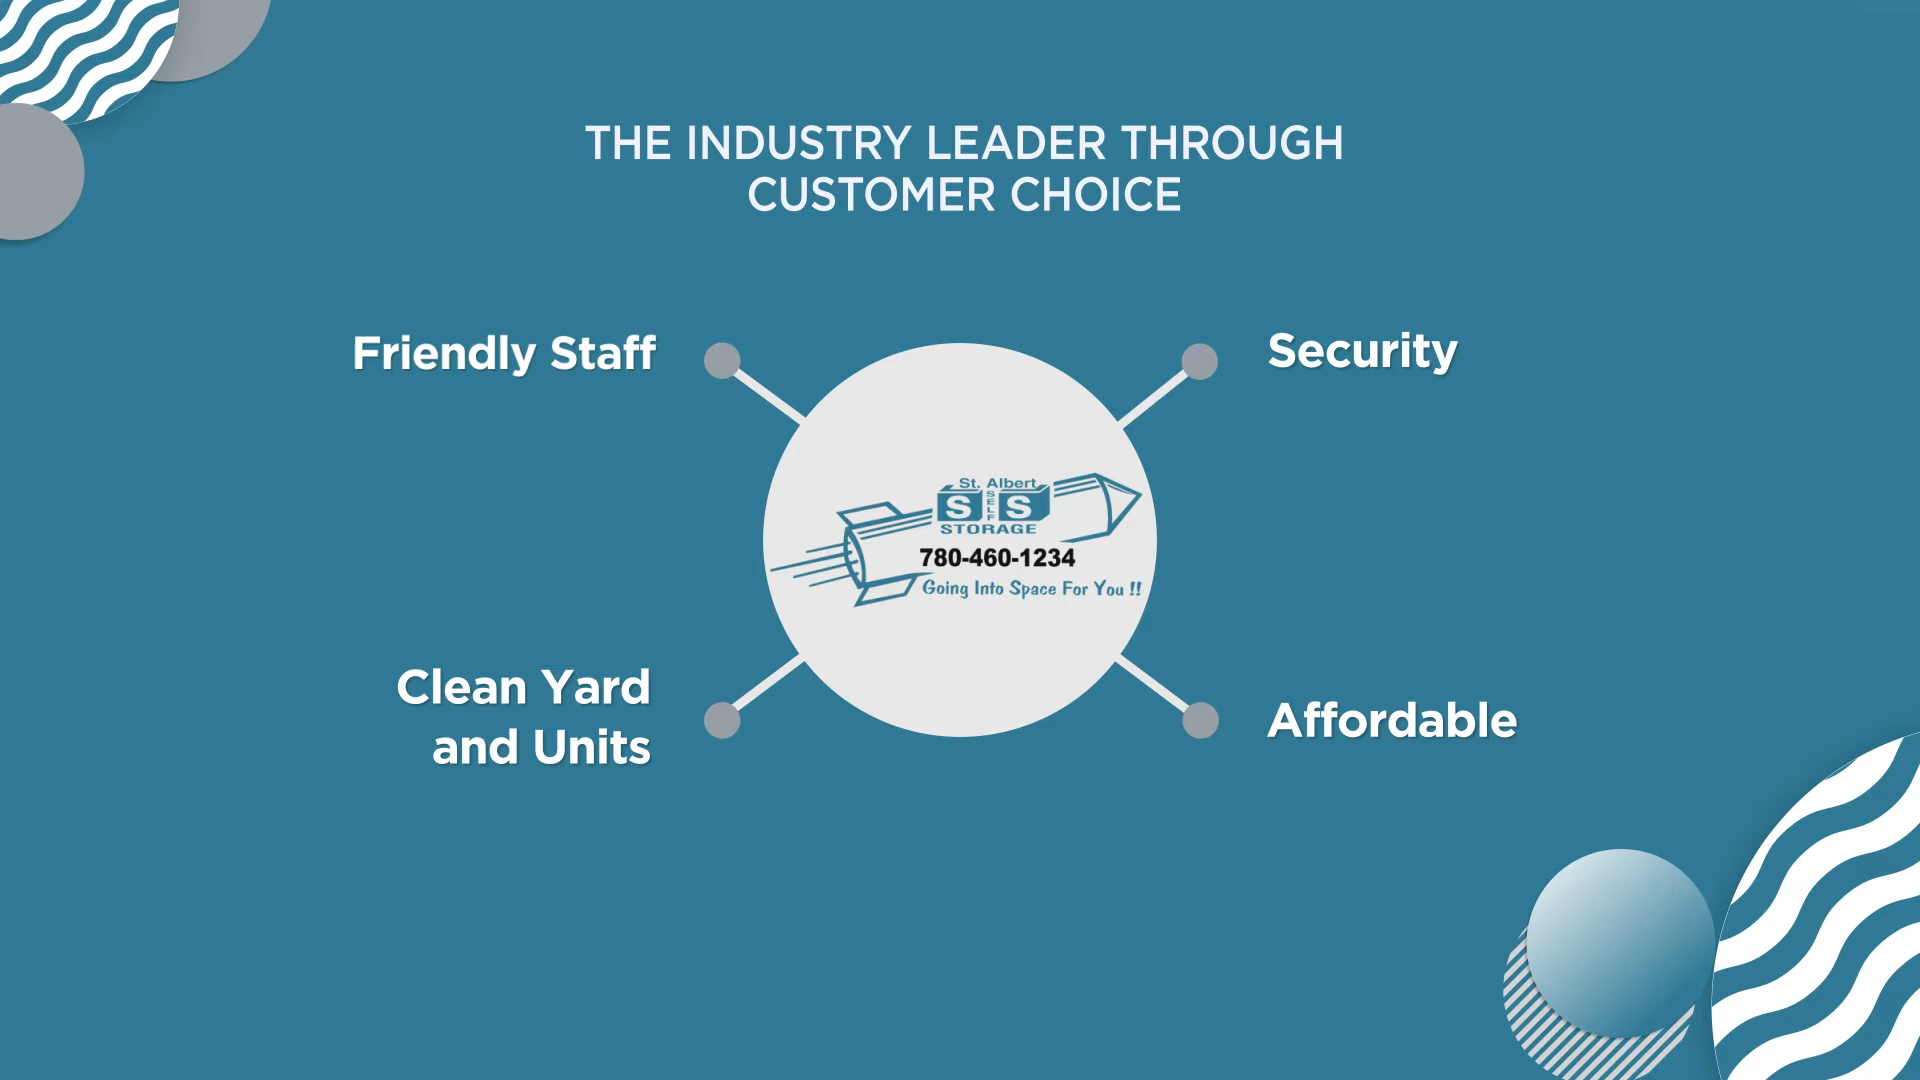 THE INDUSTRY LEADER THROUGH
CUSTOMER CHOICE
Friendly Staff
Security
St. Albert
S SELF S
STORAGE
780-460-1234
Going Into Space For You !!
Clean Yard
and Units
Affordable